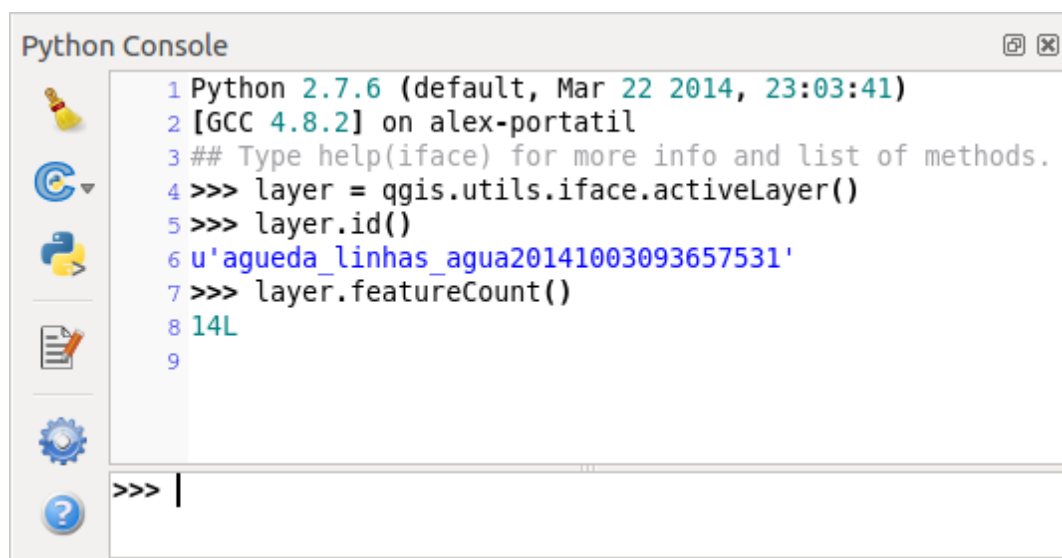 Python Console
1 Python 2.7.6 (default, Mar 22 2014, 23:03:41)
2 [GCC 4.8.2] on alex-portatil
3 ## Type help(iface) for more info and list of methods.
4 >>> layer = qgis.utils.iface.activeLayer()
5 >>> layer.id()
6 u'agueda_linhas_agua20141003093657531'
7 >>> layer.featureCount()
8 14L
9
>>>